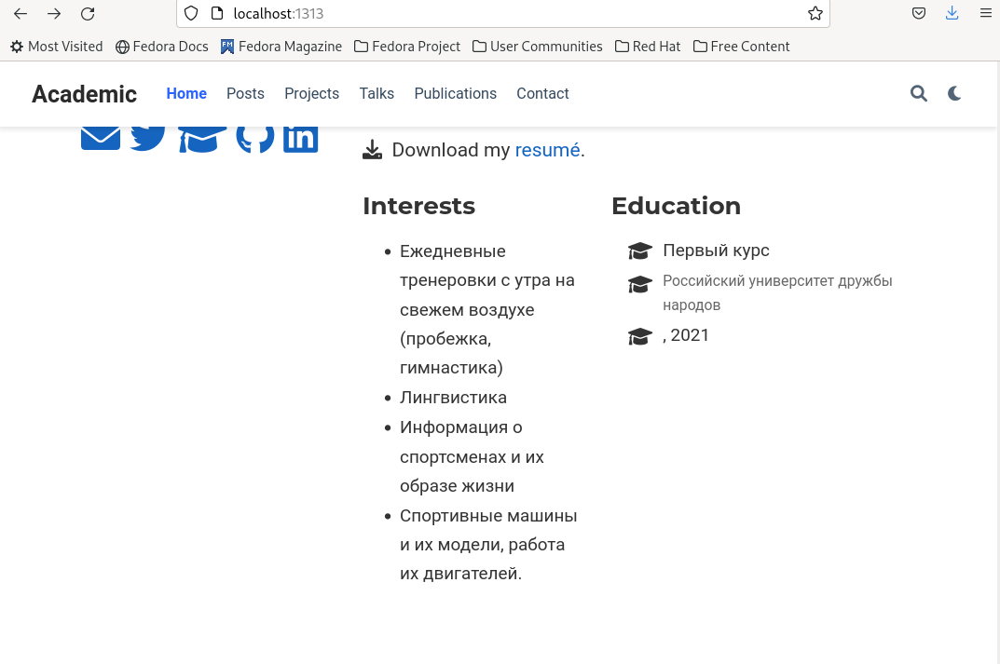 localhost:1313
Most Visited Fedora Docs FM Fedora Magazine Fedora Project User Communities Red Hat Free Content
Academic Home Posts Projects Talks Publications Contact
in
Download my resumé.
Interests
Ежедневные
тренеровки с утра на
свежем воздухе
(пробежка,
гимнастика)
Лингвистика
Информация о
спортсменах и их
образе жизни
Спортивные машины
и их модели, работа
их двигателей.
Education
Первый курс
Российский университет дружбы
народов
, 2021